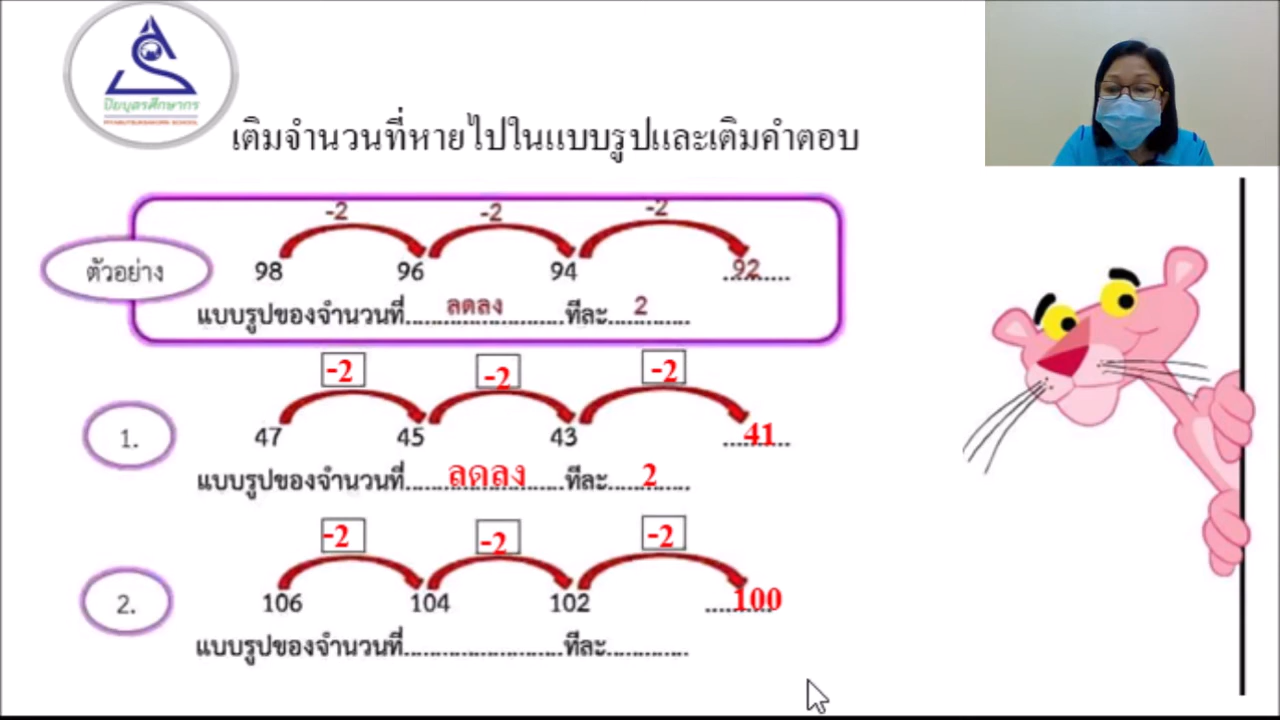 ปิยบุตรศึกษากร
PIYABUTSUKSAKORN SCHOOL
เติมจำนวนที่หายไปในแบบรูปและเติมคำตอบ
-2 -2 -2
ตัวอย่าง 98 96 94 92
แบบรูปของจำนวนที่ ลดลง ทีละ 2
-2 -2 -2
1. 47 45 43 41
แบบรูปของจำนวนที่ ลดลง ทีละ 2
-2 -2 -2
2. 106 104 102 100
แบบรูปของจำนวนที่..........................ทีละ.............